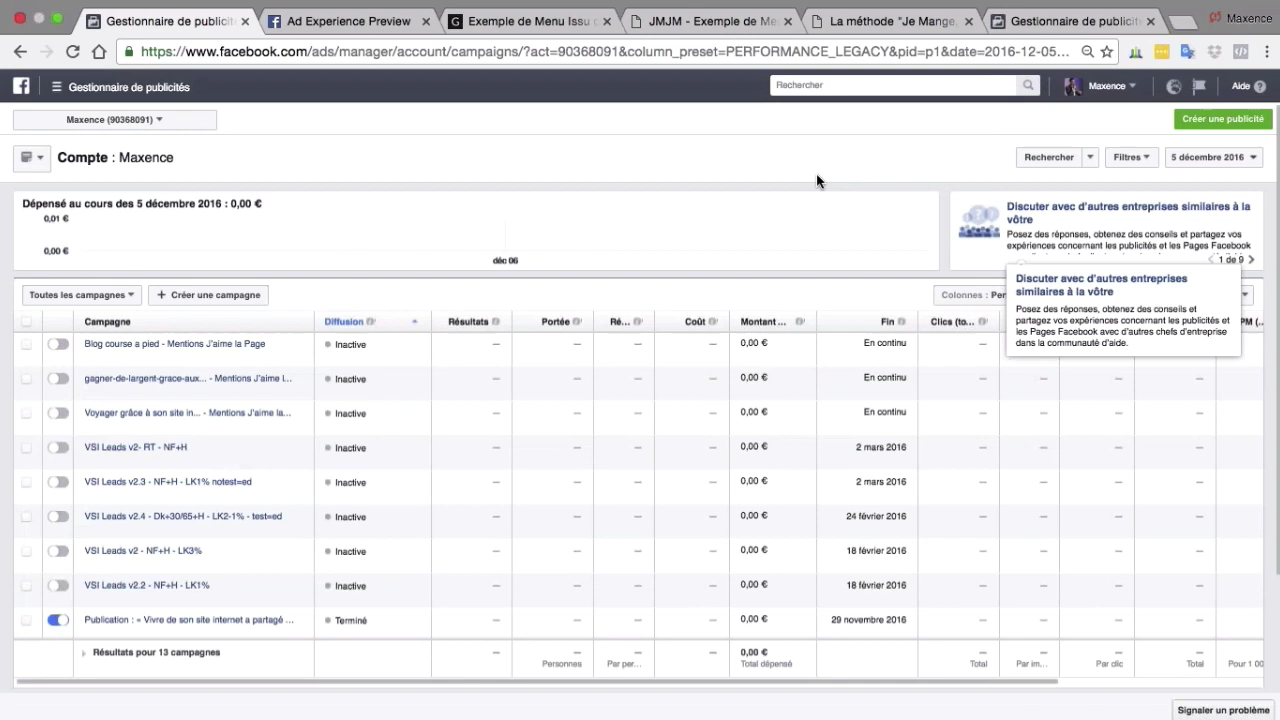 Gestionnaire de publicit
Ad Experience Preview
Exemple de Menu Issu
JMJM - Exemple de Me
La méthode "Je Mange,
Gestionnaire de publicit
Maxence
https://www.facebook.com/ads/manager/account/campaigns/?act=90368091&column_preset=PERFORMANCE_LEGACY&pid=p1&date=2016-12-05...
Gestionnaire de publicités
Rechercher
Maxence
Aide
Maxence (90368091)
Créer une publicité
Compte : Maxence
Rechercher
Filtres
5 décembre 2016
Dépensé au cours des 5 décembre 2016 : 0,00 €
0,01 €
0,00 €
déc 06
Discuter avec d'autres entreprises similaires à la
vôtre
Posez des réponses, obtenez des conseils et partagez vos
expériences concernant les publicités et les Pages Facebook
1 de 9
Discuter avec d'autres entreprises
similaires à la vôtre
Posez des réponses, obtenez des conseils et
partagez vos expériences concernant les publicités et
les Pages Facebook avec d'autres chefs d'entreprise
dans la communauté d'aide.
Toutes les campagnes
+ Créer une campagne
Colonnes : Per
Campagne Diffusion Résultats Portée Ré... Coût Montant ... Fin Clics (to... PM (...
Blog course a pied - Mentions J'aime la Page Inactive — — — — 0,00 € En continu —
gagner-de-largent-grace-aux... - Mentions J'aime l... Inactive — — — — 0,00 € En continu — — — —
Voyager grâce à son site in... - Mentions J'aime la... Inactive — — — — 0,00 € En continu — — — —
VSI Leads v2- RT - NF+H Inactive — — — — 0,00 € 2 mars 2016 — — — —
VSI Leads v2.3 - NF+H - LK1% notest=ed Inactive — — — — 0,00 € 2 mars 2016 — — — —
VSI Leads v2.4 - Dk+30/65+H - LK2-1% - test=ed Inactive — — — — 0,00 € 24 février 2016 — — — —
VSI Leads v2 - NF+H - LK3% Inactive — — — — 0,00 € 18 février 2016 — — — —
VSI Leads v2.2 - NF+H - LK1% Inactive — — — — 0,00 € 18 février 2016 — — — —
Publication : « Vivre de son site internet a partagé ... Terminé — — — — 0,00 € 29 novembre 2016 — — — —
Résultats pour 13 campagnes — — — — 0,00 € — — — —
Personnes Par per... Total dépensé Total Par im... Par clic Total Pour 1 00
Signaler un problème